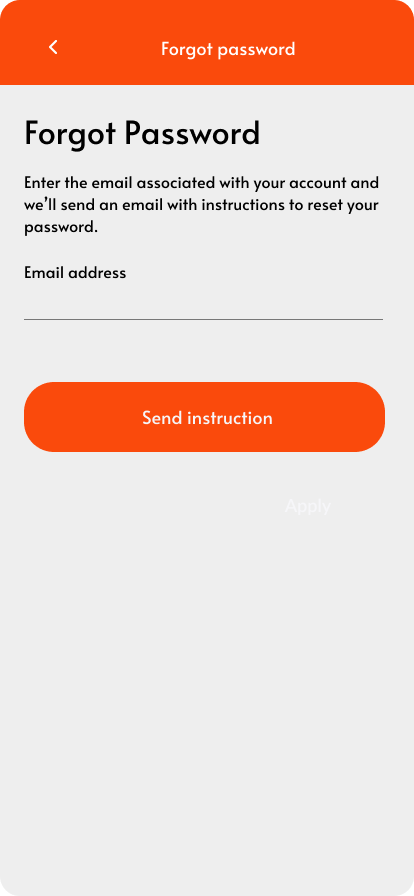 Forgot password
Forgot Password
Enter the email associated with your account and
we’ll send an email with instructions to reset your
password.
Email address
Send instruction
Apply